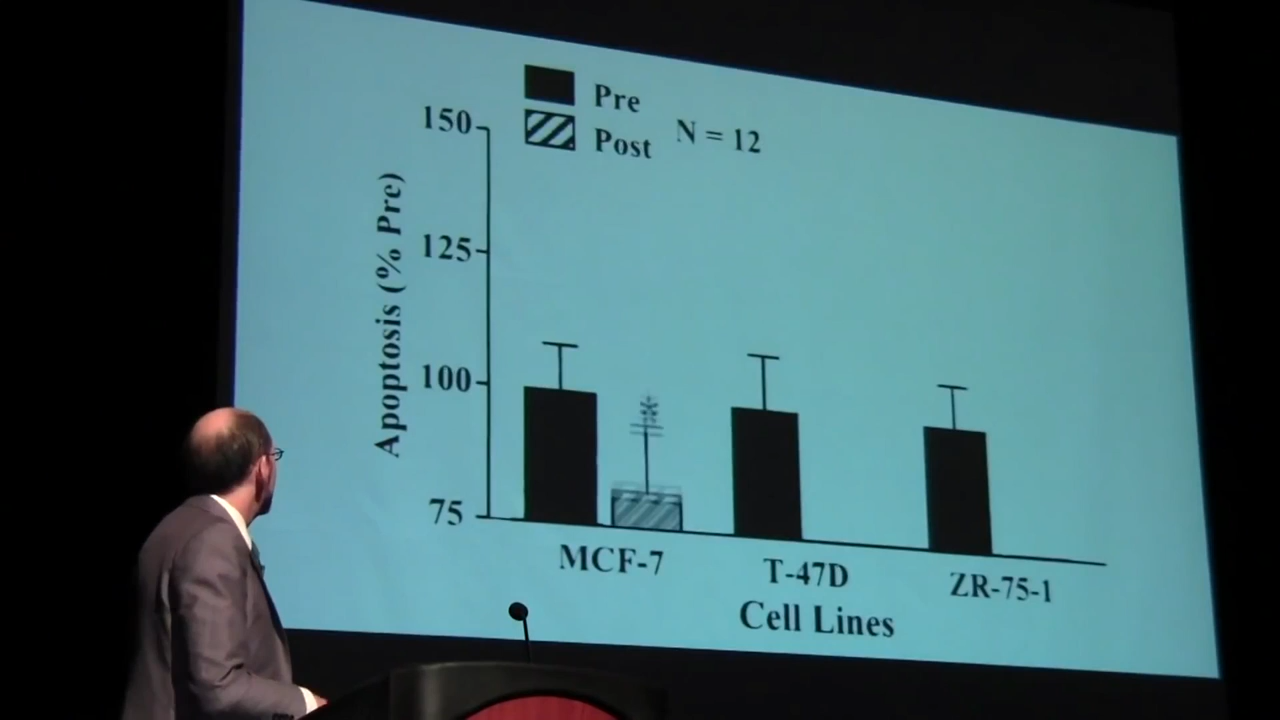 Pre
Post
N = 12
150
125
100
75
Apoptosis (% Pre)
*
MCF-7
T-47D
ZR-75-1
Cell Lines